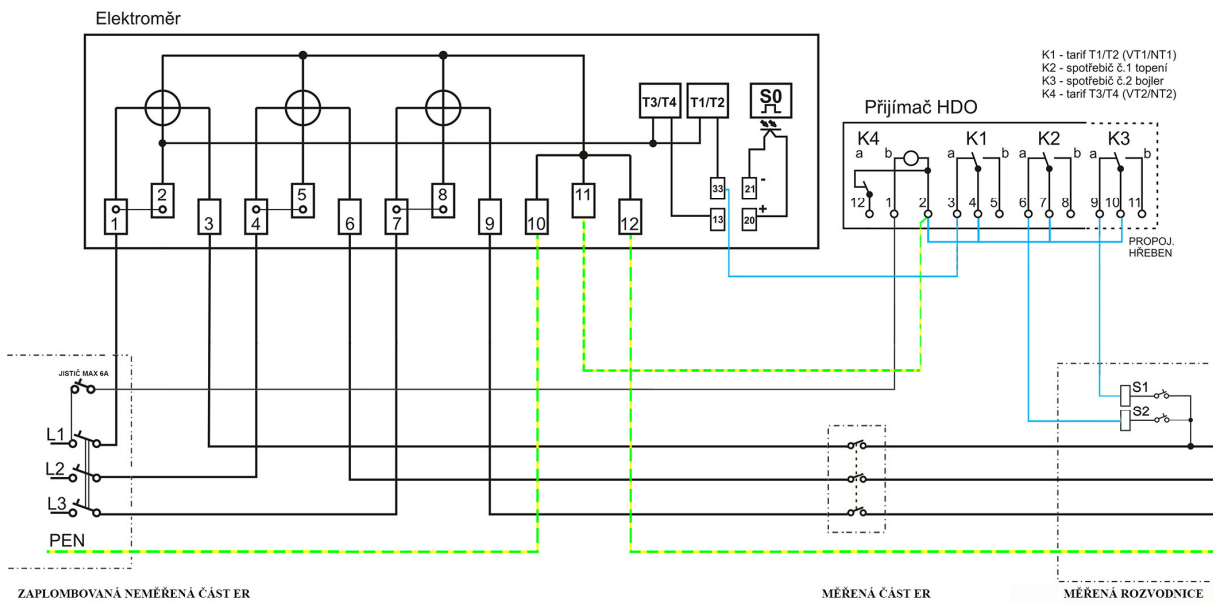 Elektroměr
K1 - tarif T1/T2 (VT1/NT1)
K2 - spotřebič č.1 topení
K3 - spotřebič č.2 bojler
K4 - tarif T3/T4 (VT2/NT2)
Přijímač HDO
T3/T4
T1/T2
S0
K4
K1
K2
K3
a
b
a
b
a
b
a
b
33
21
-
13
20
+
1
2
3
4
5
6
7
8
9
10
11
12
12
1
2
3
4
5
6
7
8
9
10
11
PROPOJ.
HŘEBEN
JISTIČ MAX 6A
S1
S2
L1
L2
L3
PEN
ZAPLOMBOVANÁ NEMĚŘENÁ ČÁST ER
MĚŘENÁ ČÁST ER
MĚŘENÁ ROZVODNICE